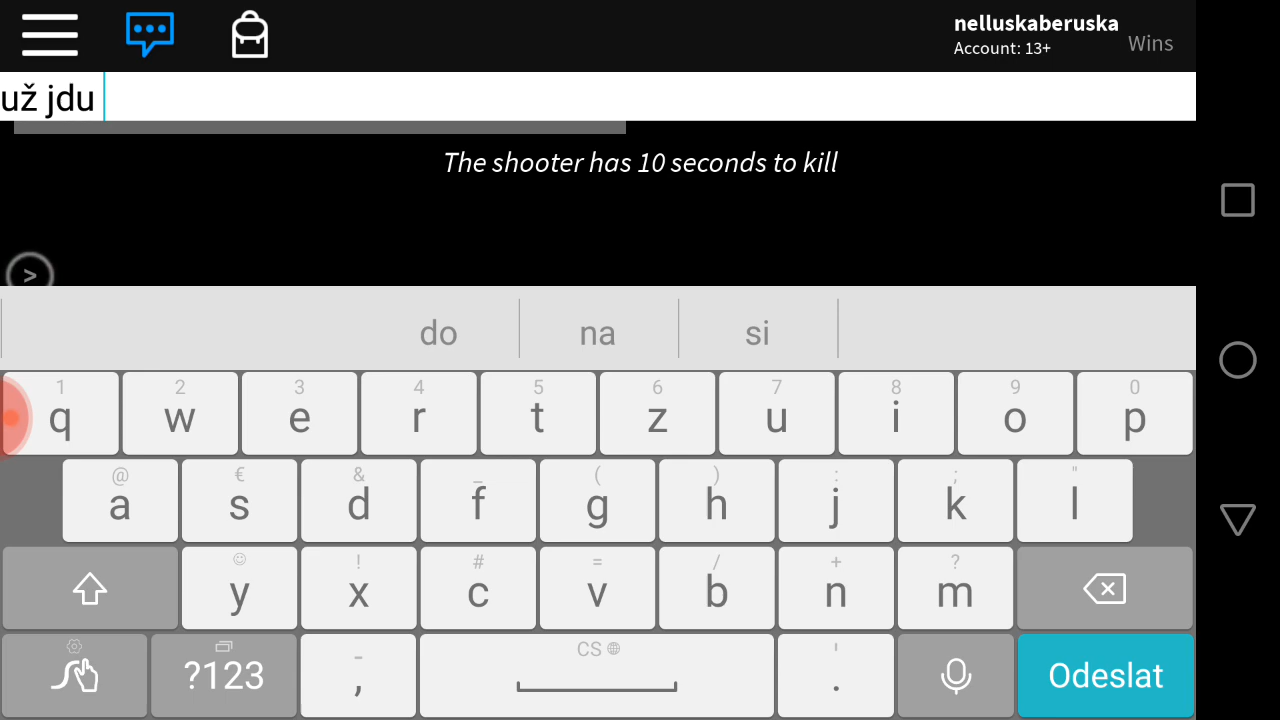 nelluskaberuska
Account: 13+
Wins
už jdu
The shooter has 10 seconds to kill
>
do na si
1 2 3 4 5 6 7 8 9 0
q w e r t z u i o p
@ € & _ ( ) : ; "
a s d f g h j k l
! # = / + ?
y x c v b n m
- CS '
?123 , . Odeslat